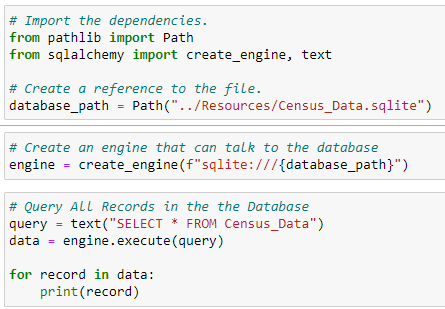 # Import the dependencies.
from pathlib import Path
from sqlalchemy import create_engine, text
# Create a reference to the file.
database_path = Path("../Resources/Census_Data.sqlite")
# Create an engine that can talk to the database
engine = create_engine(f"sqlite:///{database_path}")
# Query All Records in the the Database
query = text("SELECT * FROM Census_Data")
data = engine.execute(query)
for record in data:
    print(record)